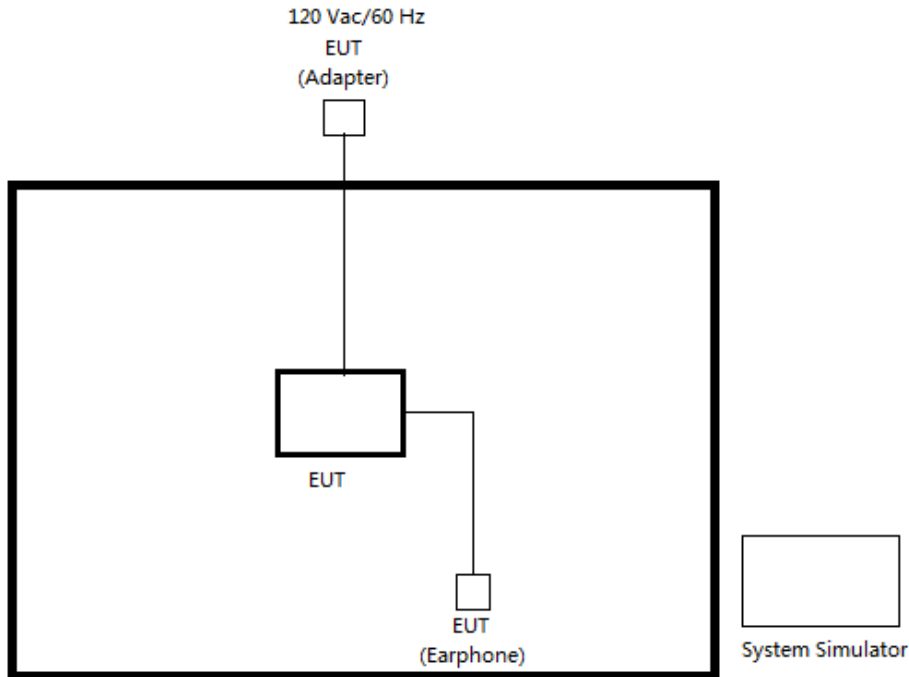 120 Vac/60 Hz
EUT
(Adapter)
EUT
EUT
(Earphone)
System Simulator